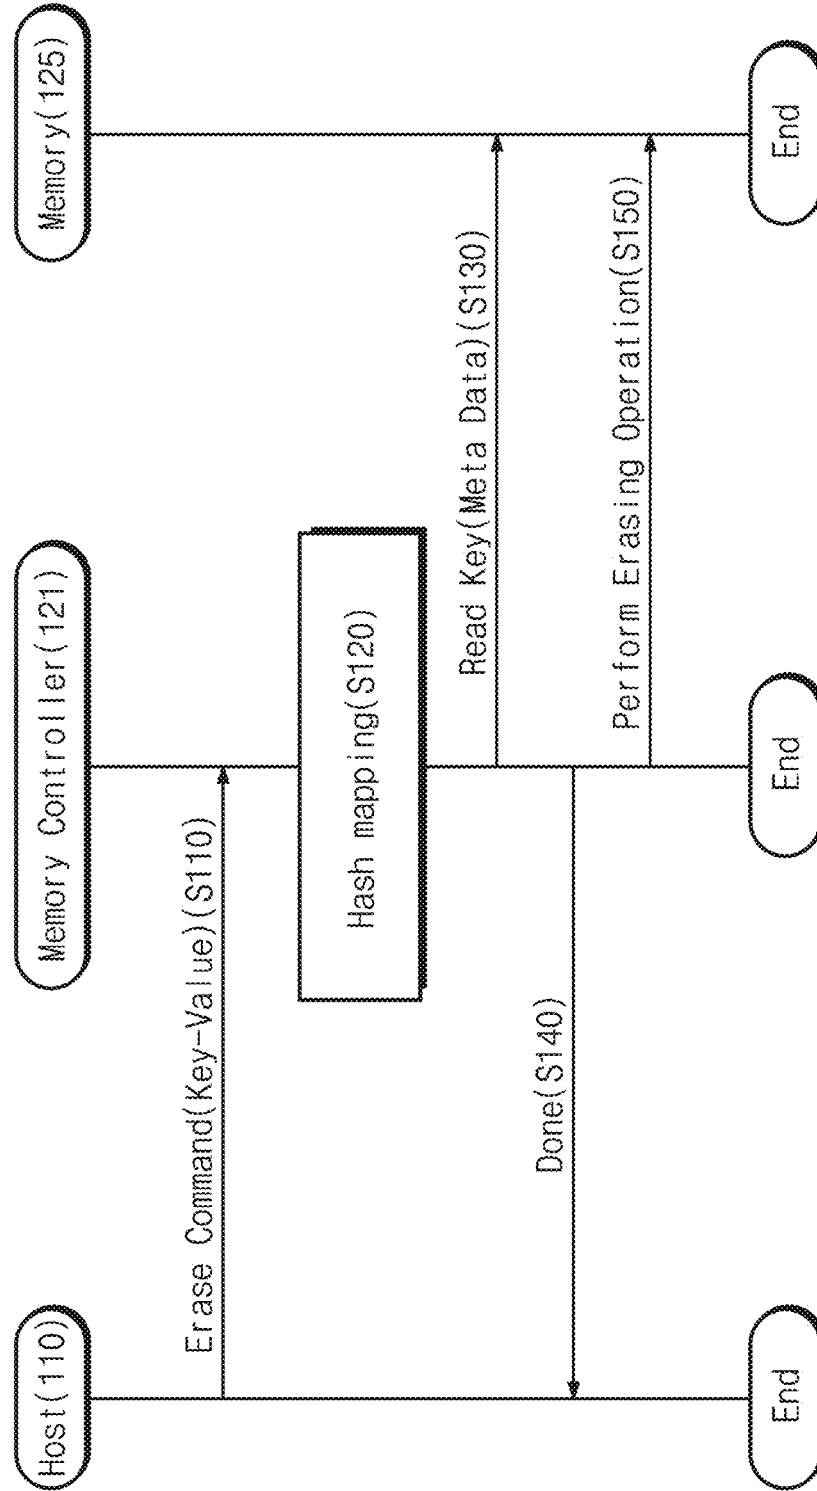 Host(110)
Memory Controller(121)
Memory(125)
Erase Command(Key-Value)(S110)
Hash mapping(S120)
Read Key(Meta Data)(S130)
Done(S140)
Perform Erasing Operation(S150)
End
End
End